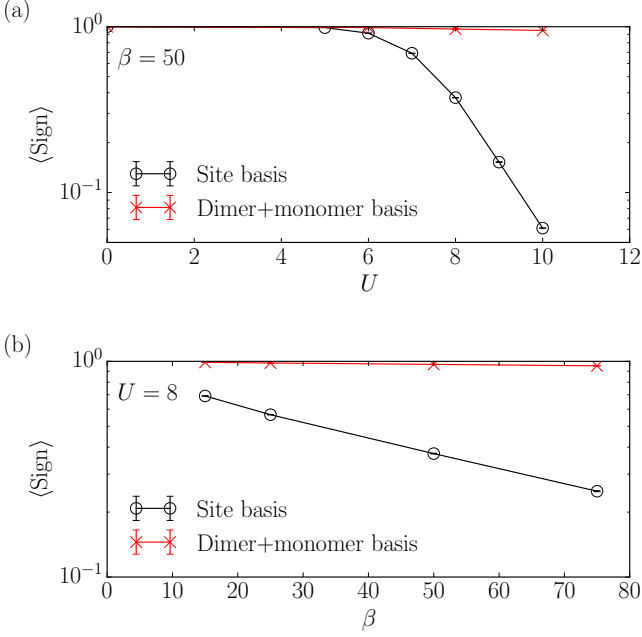 (a)
10^0
β = 50
⟨Sign⟩
Site basis
Dimer+monomer basis
10^{-1}
0 2 4 6 8 10 12
U
(b)
10^0
U = 8
⟨Sign⟩
Site basis
Dimer+monomer basis
10^{-1}
0 10 20 30 40 50 60 70 80
β